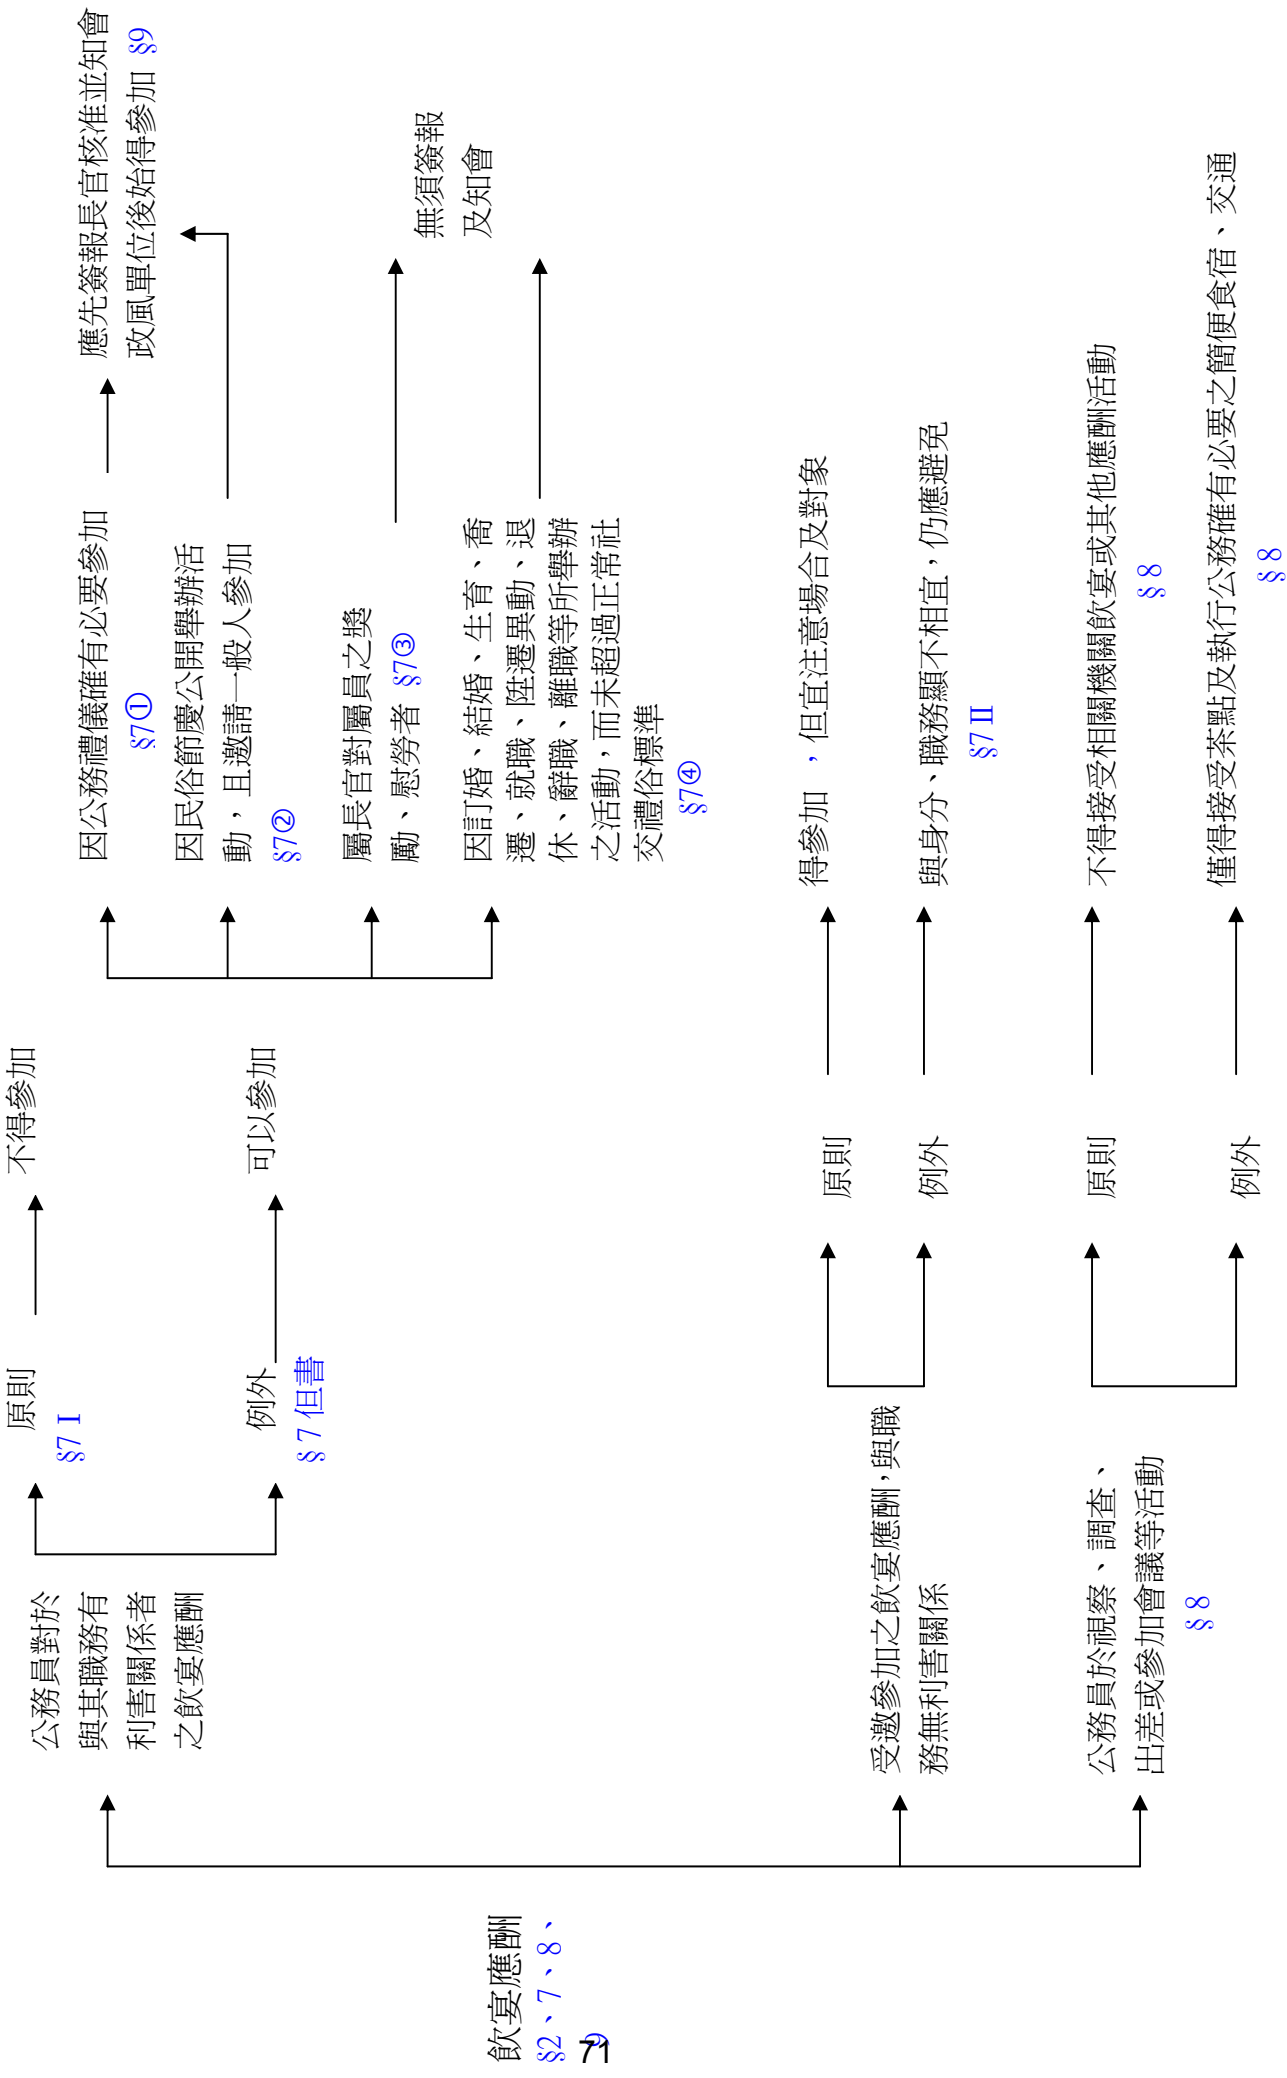 飲宴應酬
§2、7、8、
9
公務員對於
與其職務有
利害關係者
之飲宴應酬
原則
§7 I
不得參加
例外
§7 但書
可以參加
因公務禮儀確有必要參加
§7①
應先簽報長官核准並知會
政風單位後始得參加 §9
因民俗節慶公開舉辦活
動，且邀請一般人參加
§7②
屬長官對屬員之獎
勵、慰勞者 §7③
無須簽報
及知會
因訂婚、結婚、生育、喬
遷、就職、陞遷異動、退
休、辭職、離職等所舉辦
之活動，而未超過正常社
交禮俗標準
§7④
受邀參加之飲宴應酬，與職
務無利害關係
原則
得參加 ，但宜注意場合及對象
例外
與身分、職務顯不相宜，仍應避免
§7 II
公務員於視察、調查、
出差或參加會議等活動
§8
原則
不得接受相關機關飲宴或其他應酬活動
§8
例外
僅得接受茶點及執行公務確有必要之簡便食宿、交通
§8
71